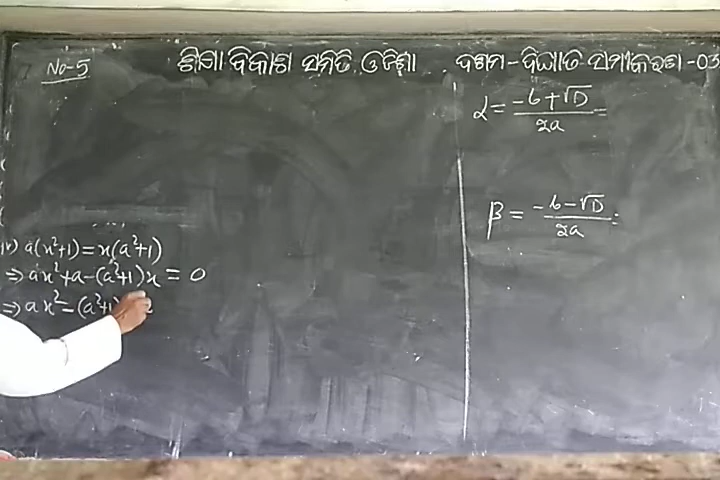 No-5
ଶିକ୍ଷା ବିକାଶ ସମିତି, ଓଡ଼ିଶା
ଦଶମ - ଦ୍ବିଘାତ ସମୀକରଣ - 03
iv) a(x²+1) = x(a²+1)
⇒ ax²+a-(a²+1)x = 0
⇒ ax²-(a²+1)
α = -b+√D / 2a =
β = -b-√D / 2a =